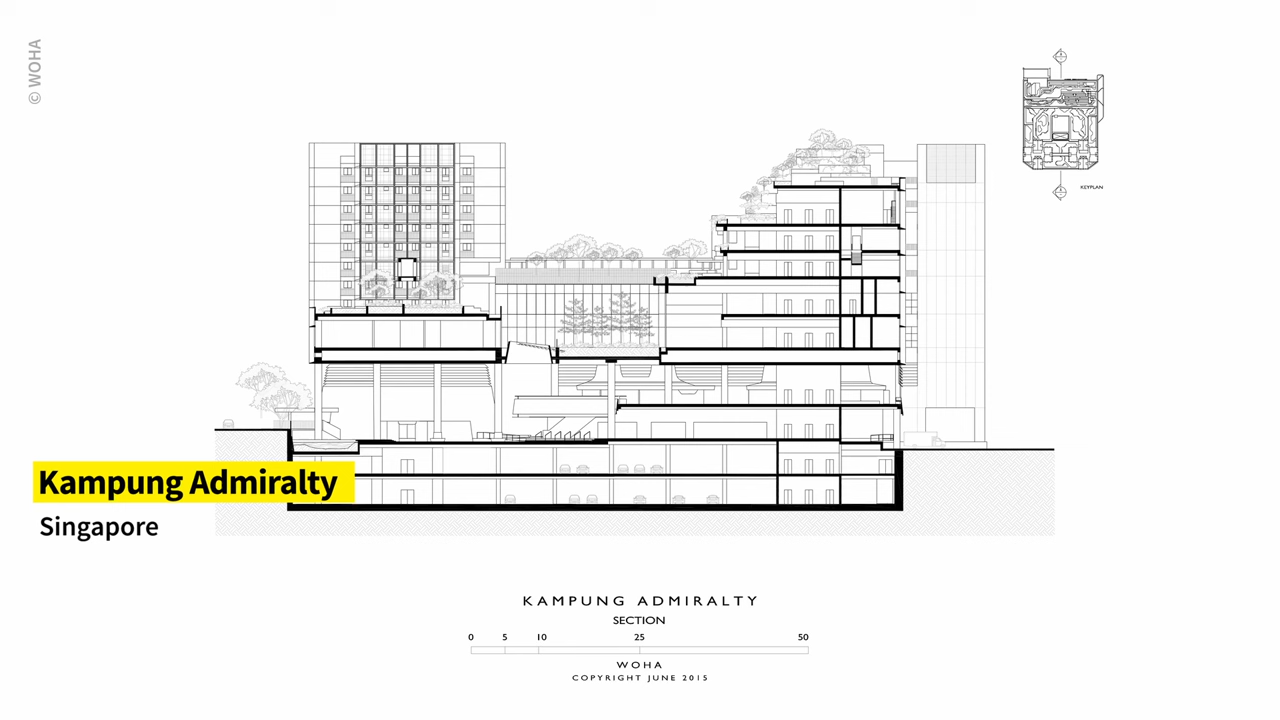 © WOHA
KEYPLAN
Kampung Admiralty
Singapore
KAMPUNG ADMIRALTY
SECTION
0 5 10 25 50
WOHA
COPYRIGHT JUNE 2015